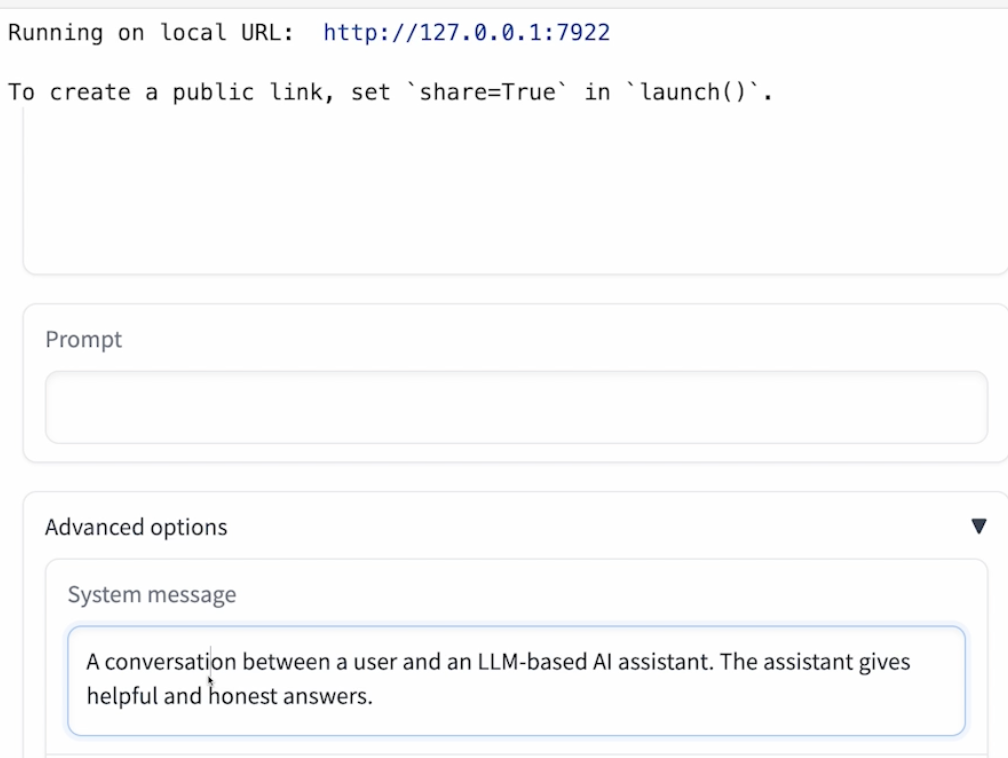 Running on local URL:  http://127.0.0.1:7922
To create a public link, set `share=True` in `launch()`.
Prompt
Advanced options
System message
A conversation between a user and an LLM-based AI assistant. The assistant gives
helpful and honest answers.